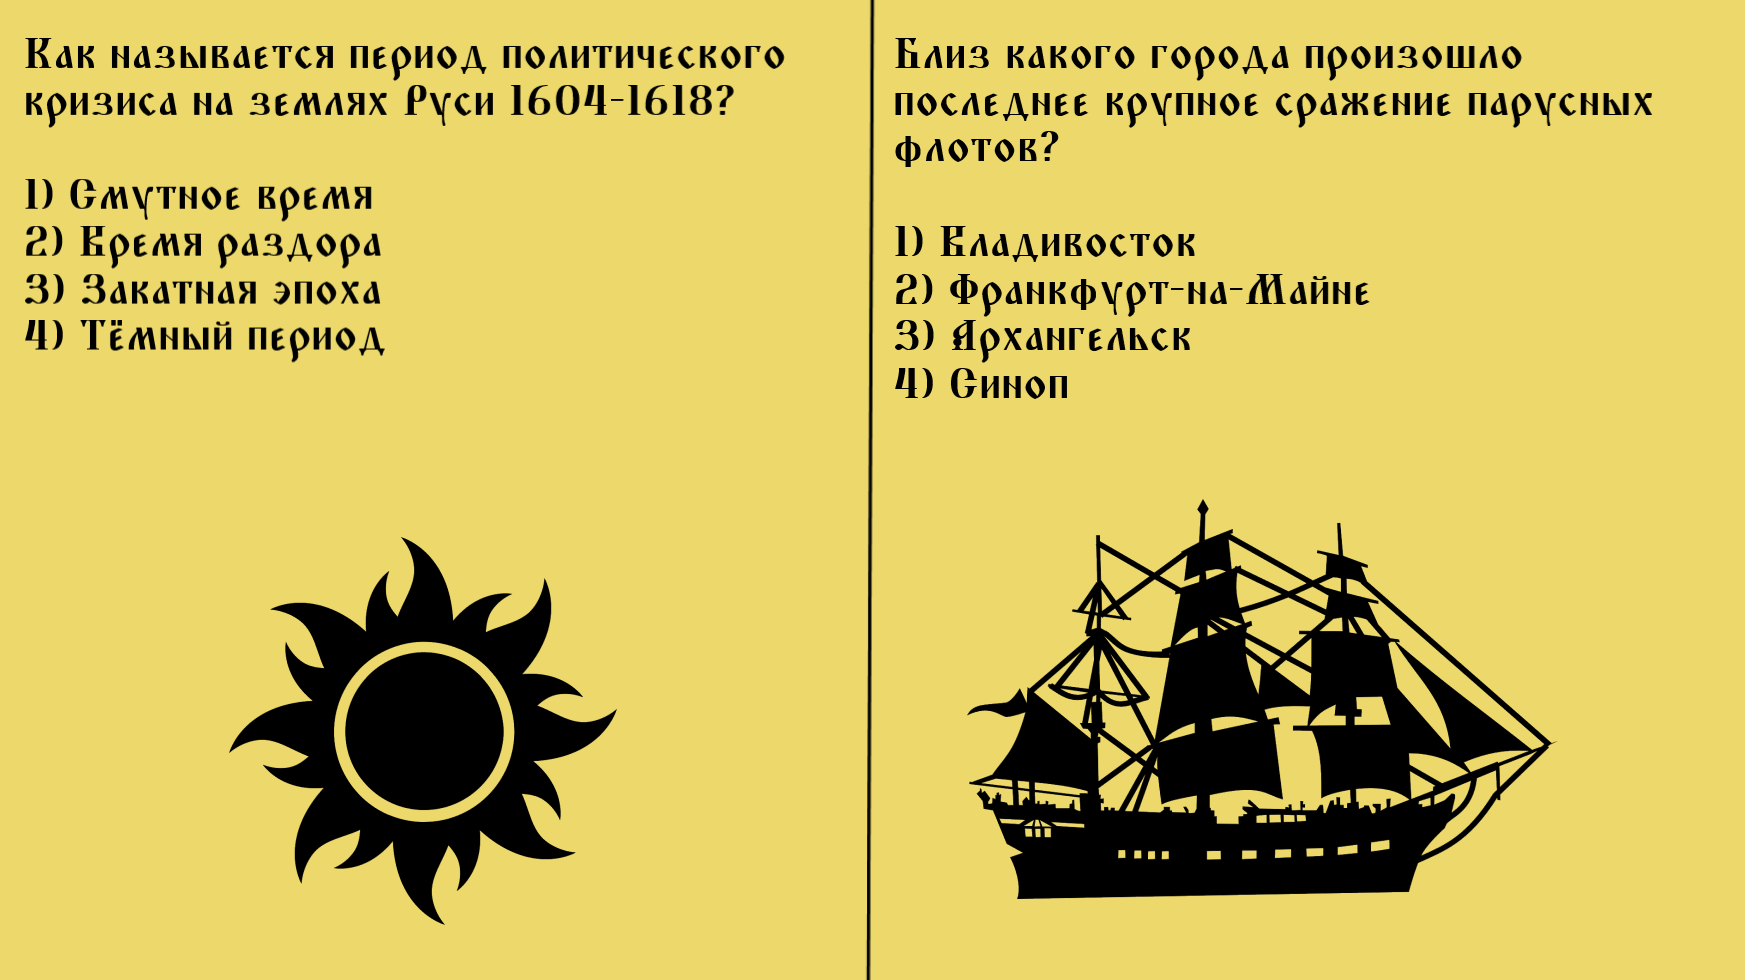 Как называется период политического
кризиса на землях Руси 1604-1618?
1) Смутное время
2) Время раздора
3) Закатная эпоха
4) Тёмный период
Близ какого города произошло
последнее крупное сражение парусных
флотов?
1) Владивосток
2) Франкфурт-на-Майне
3) Архангельск
4) Синоп